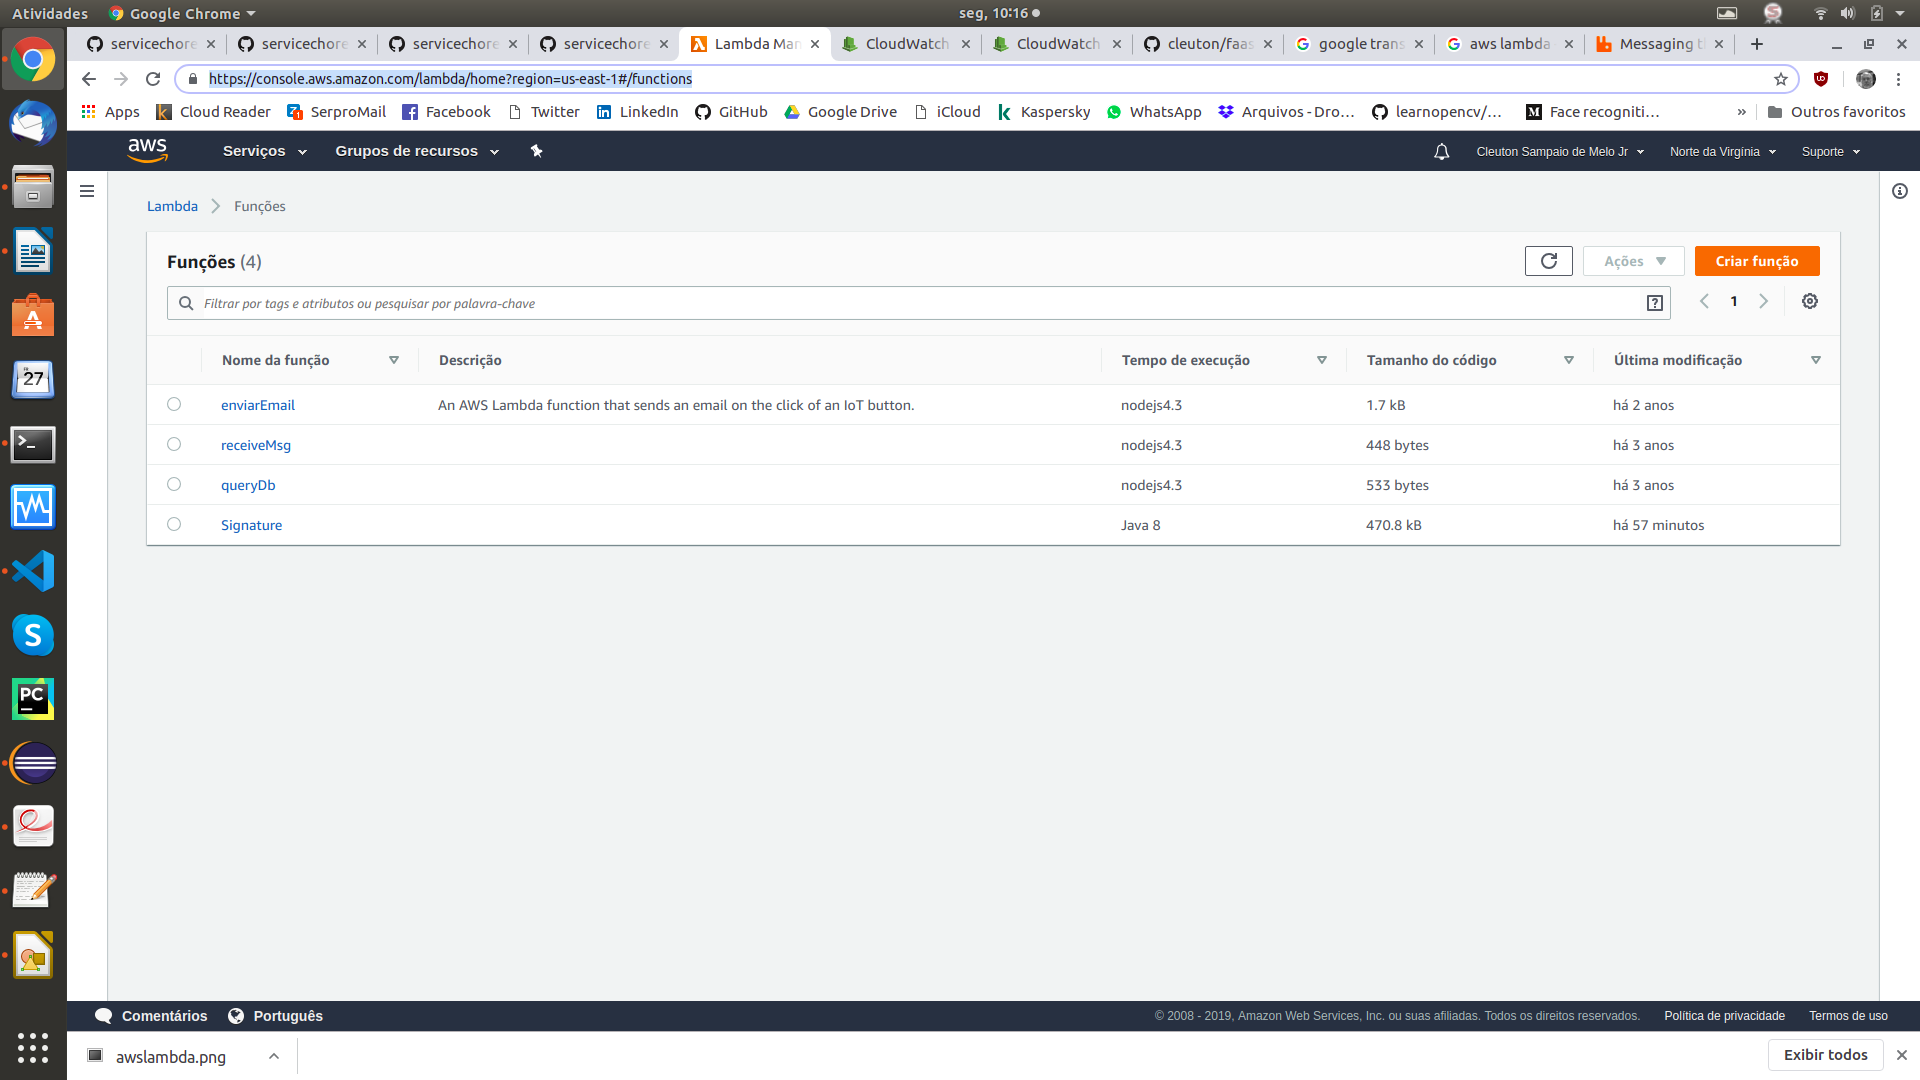 Atividades Google Chrome seg, 10:16
servicechore servicechore servicechore servicechore Lambda Man CloudWatch CloudWatch cleuton/faas google trans aws lambda Messaging t
https://console.aws.amazon.com/lambda/home?region=us-east-1#/functions
Apps Cloud Reader SerproMail Facebook Twitter LinkedIn GitHub Google Drive iCloud Kaspersky WhatsApp Arquivos - Dro… learnopencv/… Face recogniti… » Outros favoritos
aws Serviços Grupos de recursos Cleuton Sampaio de Melo Jr Norte da Virgínia Suporte
Lambda Funções
Funções (4) Ações Criar função
Filtrar por tags e atributos ou pesquisar por palavra-chave ? 1
Nome da função Descrição Tempo de execução Tamanho do código Última modificação
enviarEmail An AWS Lambda function that sends an email on the click of an IoT button. nodejs4.3 1.7 kB há 2 anos
receiveMsg nodejs4.3 448 bytes há 3 anos
queryDb nodejs4.3 533 bytes há 3 anos
Signature Java 8 470.8 kB há 57 minutos
27
PC
Comentários Português © 2008 - 2019, Amazon Web Services, Inc. ou suas afiliadas. Todos os direitos reservados. Política de privacidade Termos de uso
awslambda.png Exibir todos